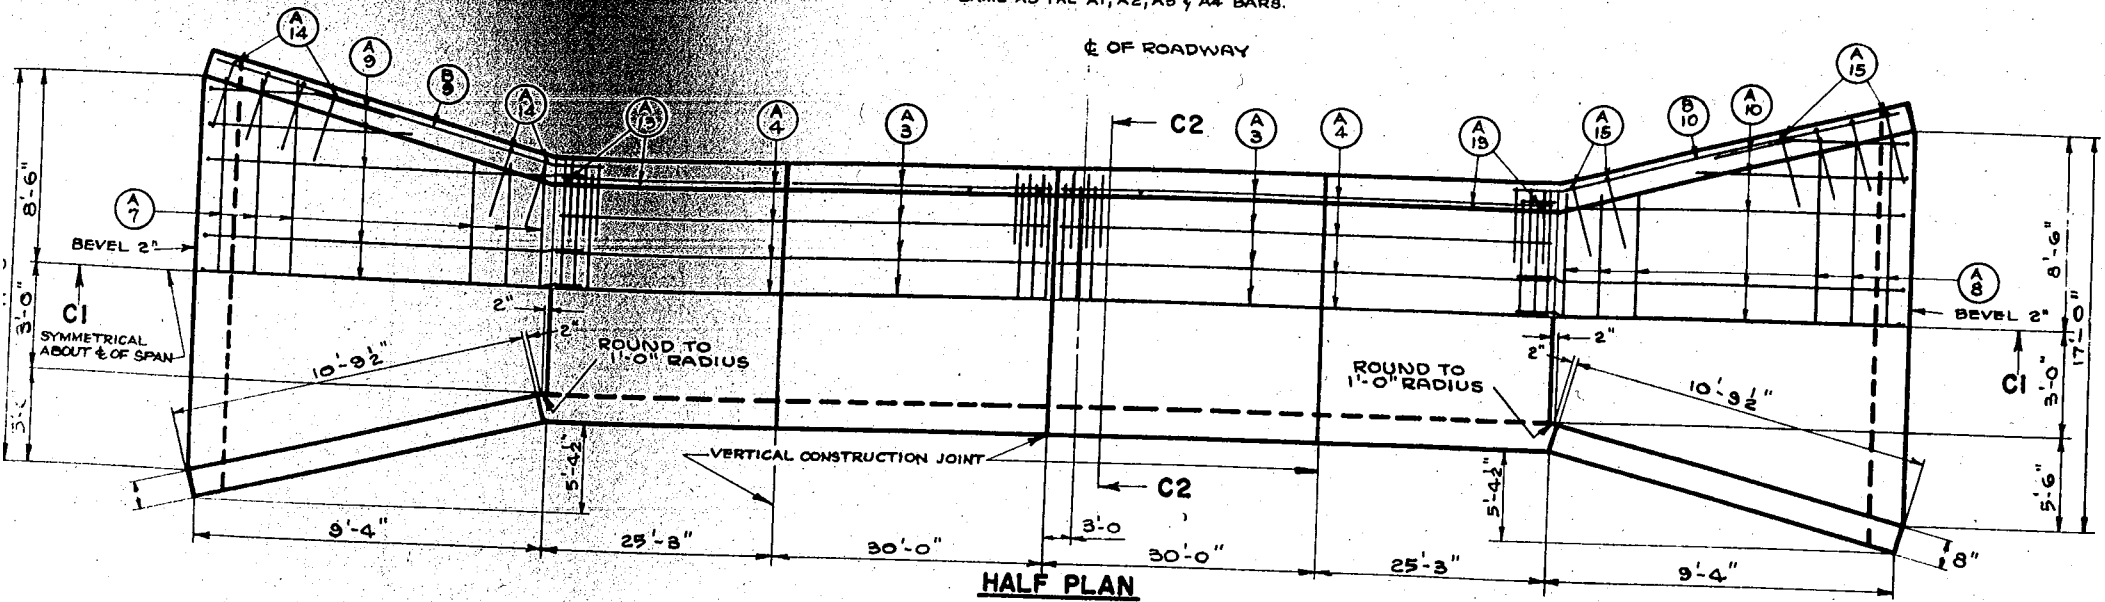 SAME AS THE A1, A2, A3 & A4 BARS.
℄ OF ROADWAY
A 14
A 9
B 9
A 14
A 13
A 4
A 3
C2
A 3
A 4
A 13
A 15
B 10
A 10
A 15
8'-6"
A 7
BEVEL 2"
C1
SYMMETRICAL
ABOUT ℄ OF SPAN
3'-0"
10'-9½"
2"
2"
ROUND TO
1'-0" RADIUS
ROUND TO
1'-0" RADIUS
2"
2"
10'-9½"
8'-6"
A 8
BEVEL 2"
17'-0"
C1
3'-0"
5'-6"
VERTICAL CONSTRUCTION JOINT
5'-4½"
C2
5'-4½"
9'-4"
25'-3"
30'-0"
3'-0
30'-0"
25'-3"
9'-4"
8"
HALF PLAN